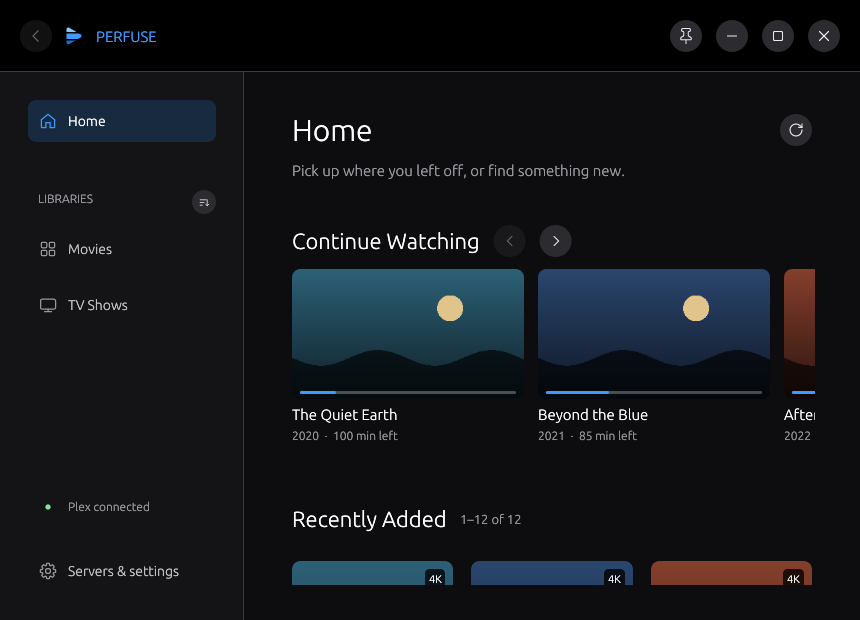 PERFUSE
Home
LIBRARIES
Movies
TV Shows
Plex connected
Servers & settings
Home
Pick up where you left off, or find something new.
Continue Watching
The Quiet Earth
2020 · 100 min left
Beyond the Blue
2021 · 85 min left
After
2022
Recently Added 1–12 of 12
4K
4K
4K